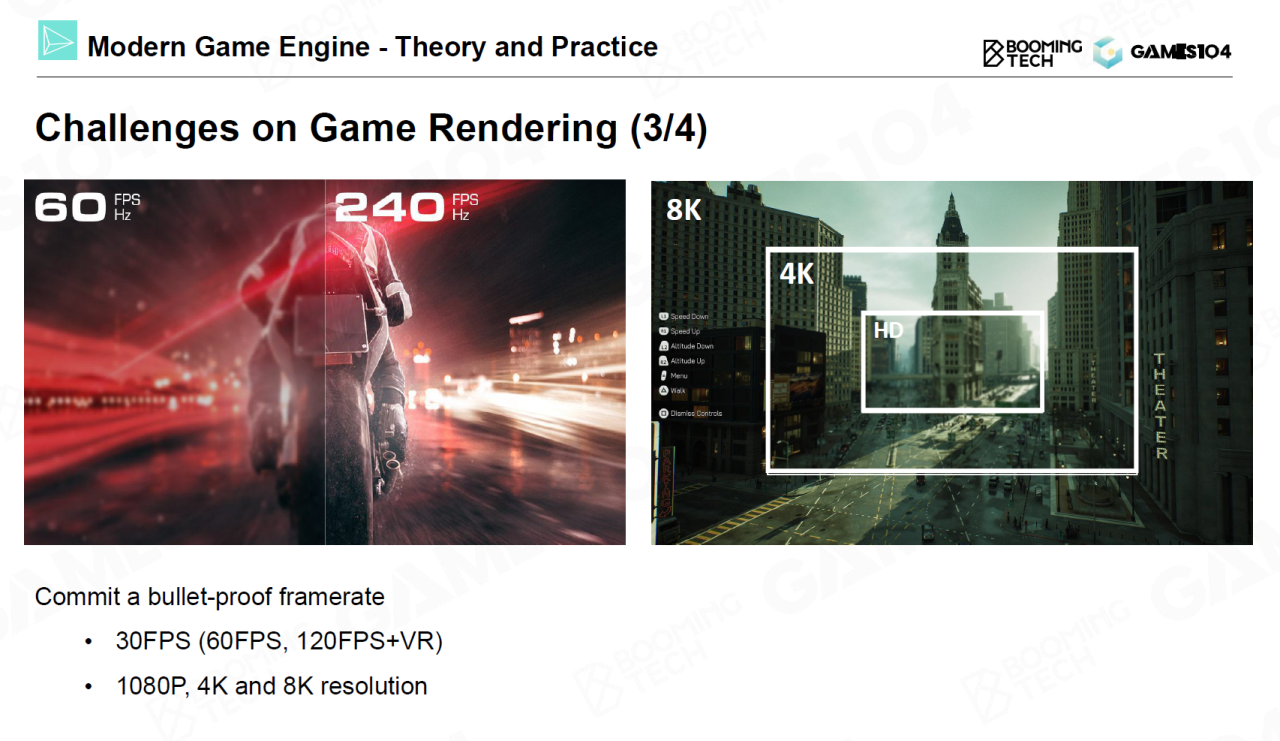 Modern Game Engine - Theory and Practice
BOOMING
TECH
GAMES104
Challenges on Game Rendering (3/4)
60 FPS
Hz
240 FPS
Hz
8K
4K
HD
Speed Down
Speed Up
Altitude Down
Altitude Up
Menu
Walk
Dismiss Controls
THEATER
Commit a bullet-proof framerate
• 30FPS (60FPS, 120FPS+VR)
• 1080P, 4K and 8K resolution